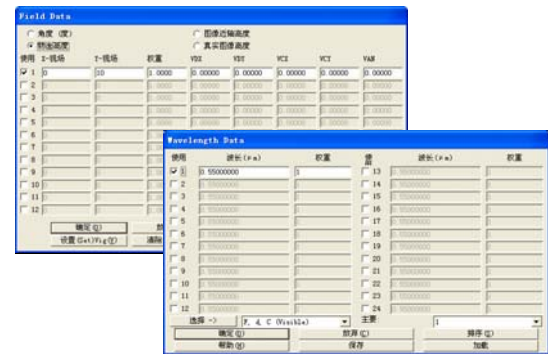 Field Data
角度 (度)
图像近轴高度
物出高度
真实图像高度
使用 X-视场 Y-视场 权重 VDX VDY VCX VCY VAN
1 0 10 1.0000 0.00000 0.00000 0.00000 0.00000 0.00000
2
3
4
5
6
7
8
9
10
11
12
确定(O)
设置(Set)Vig(V)
清除
Wavelength Data
使用 波长(μm) 权重 使用 波长(μm) 权重
1 0.55000000 1 13 0.55000000
2 0.55000000 14 0.55000000
3 0.55000000 15 0.55000000
4 0.55000000 16 0.55000000
5 0.55000000 17 0.55000000
6 0.55000000 18 0.55000000
7 0.55000000 19 0.55000000
8 0.55000000 20 0.55000000
9 0.55000000 21 0.55000000
10 0.55000000 22 0.55000000
11 0.55000000 23 0.55000000
12 0.55000000 24 0.55000000
选择 -> F, d, C (Visible) 主要: 1
确定(O) 放弃(C) 排序(S)
帮助(H) 保存 加载